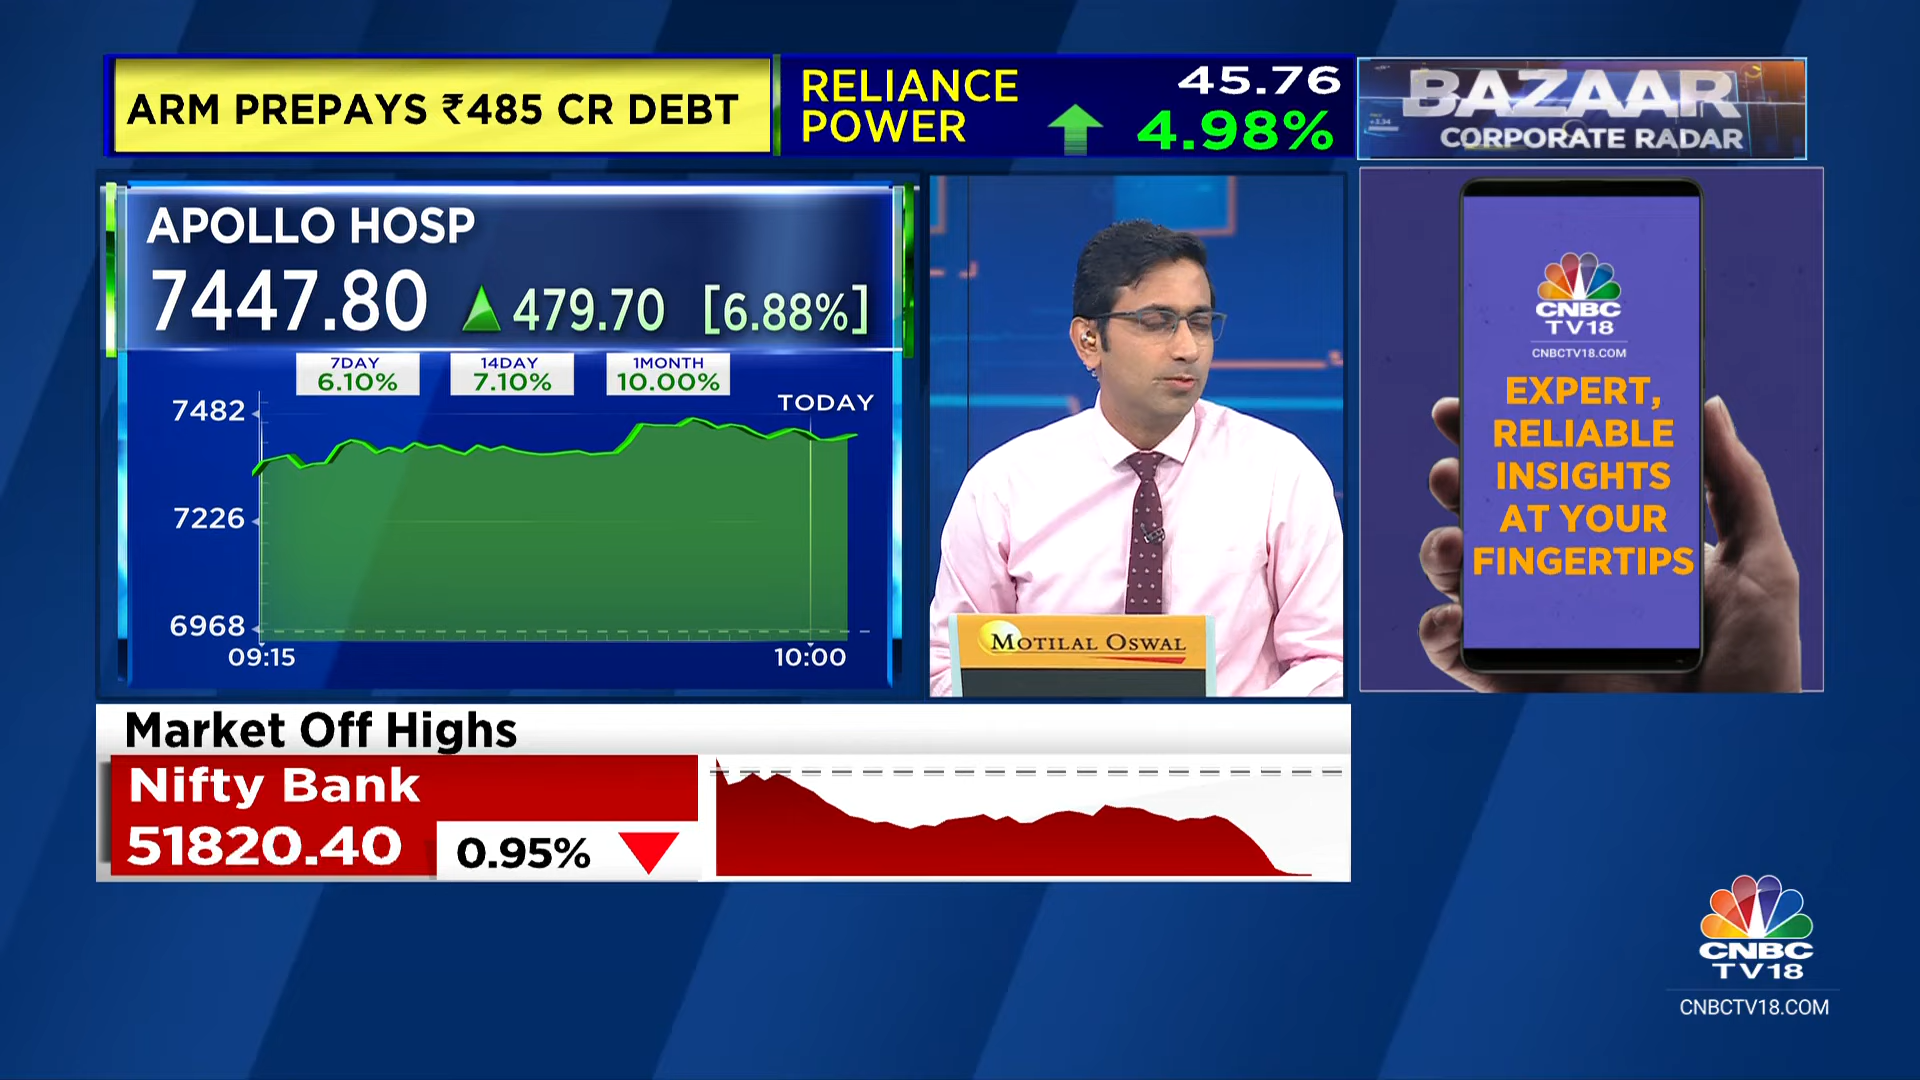 ARM PREPAYS ₹485 CR DEBT
RELIANCE
POWER
45.76
4.98%
BAZAAR
CORPORATE RADAR
APOLLO HOSP
7447.80 ▲ 479.70 [6.88%]
7DAY
6.10%
14DAY
7.10%
1MONTH
10.00%
TODAY
7482
7226
6968
09:15
10:00
MOTILAL OSWAL
CNBC
TV18
CNBCTV18.COM
EXPERT,
RELIABLE
INSIGHTS
AT YOUR
FINGERTIPS
Market Off Highs
Nifty Bank
51820.40
0.95%
CNBC
TV18
CNBCTV18.COM